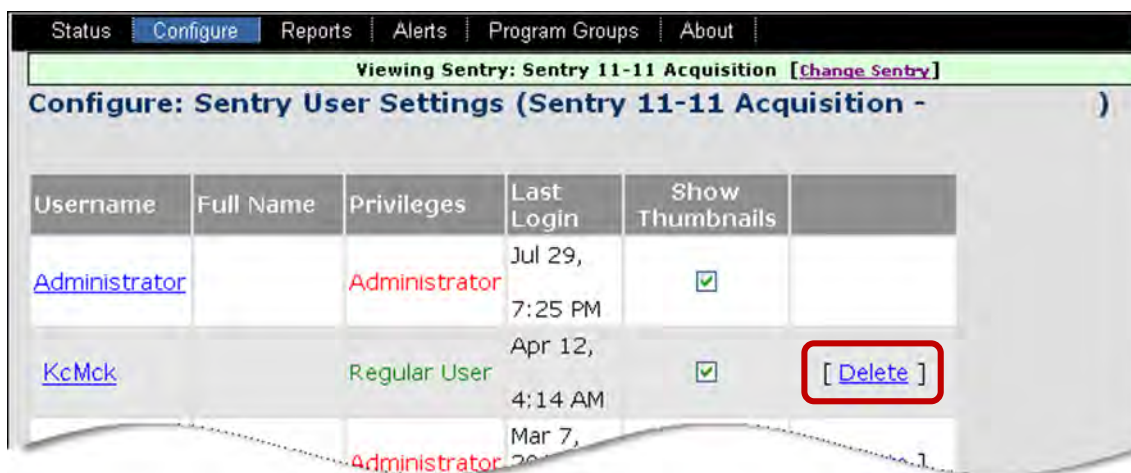 Status Configure Reports Alerts Program Groups About
Viewing Sentry: Sentry 11-11 Acquisition [Change Sentry]
Configure: Sentry User Settings (Sentry 11-11 Acquisition - )
Username Full Name Privileges Last Login Show Thumbnails
Administrator Administrator Jul 29, 7:25 PM
KcMck Regular User Apr 12, 4:14 AM [ Delete ]
Administrator Mar 7,